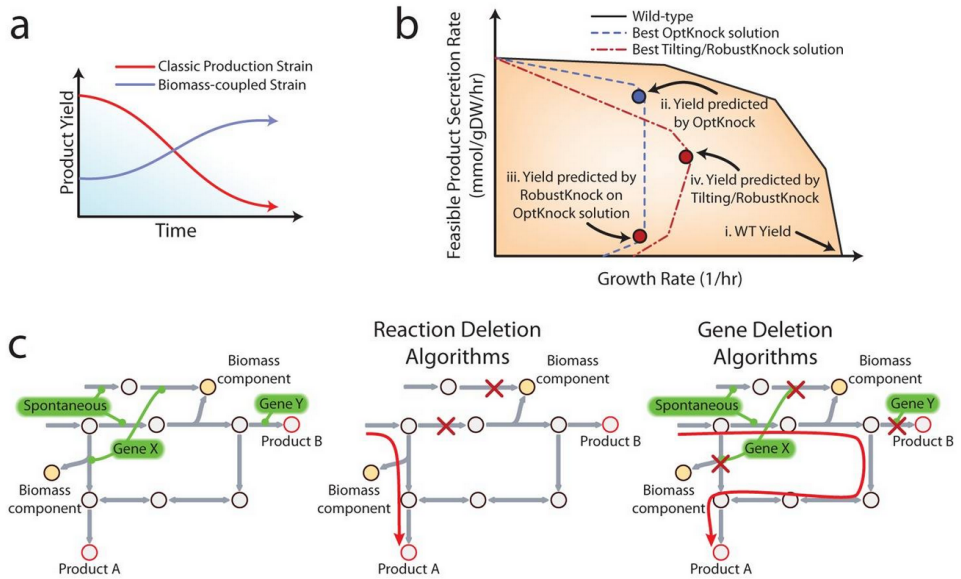 a
Classic Production Strain
Biomass-coupled Strain
Product Yield
Time
b
Wild-type
Best OptKnock solution
Best Tilting/RobustKnock solution
Feasible Product Secretion Rate
(mmol/gDW/hr)
ii. Yield predicted
by OptKnock
iii. Yield predicted by
RobustKnock on
OptKnock solution
iv. Yield predicted by
Tilting/RobustKnock
i. WT Yield
Growth Rate (1/hr)
c
Biomass
component
Spontaneous
Gene Y
Gene X
Product B
Biomass
component
Product A
Reaction Deletion
Algorithms
Biomass
component
Product B
Biomass
component
Product A
Gene Deletion
Algorithms
Biomass
component
Spontaneous
Gene Y
Gene X
Product B
Biomass
component
Product A